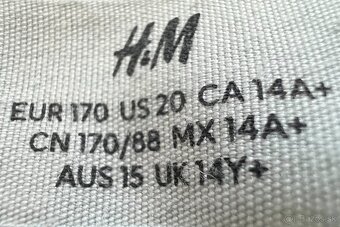 H&M
EUR 170 US 20 CA 14A+
CN 170/88 MX 14A+
AUS 15 UK 14Y+